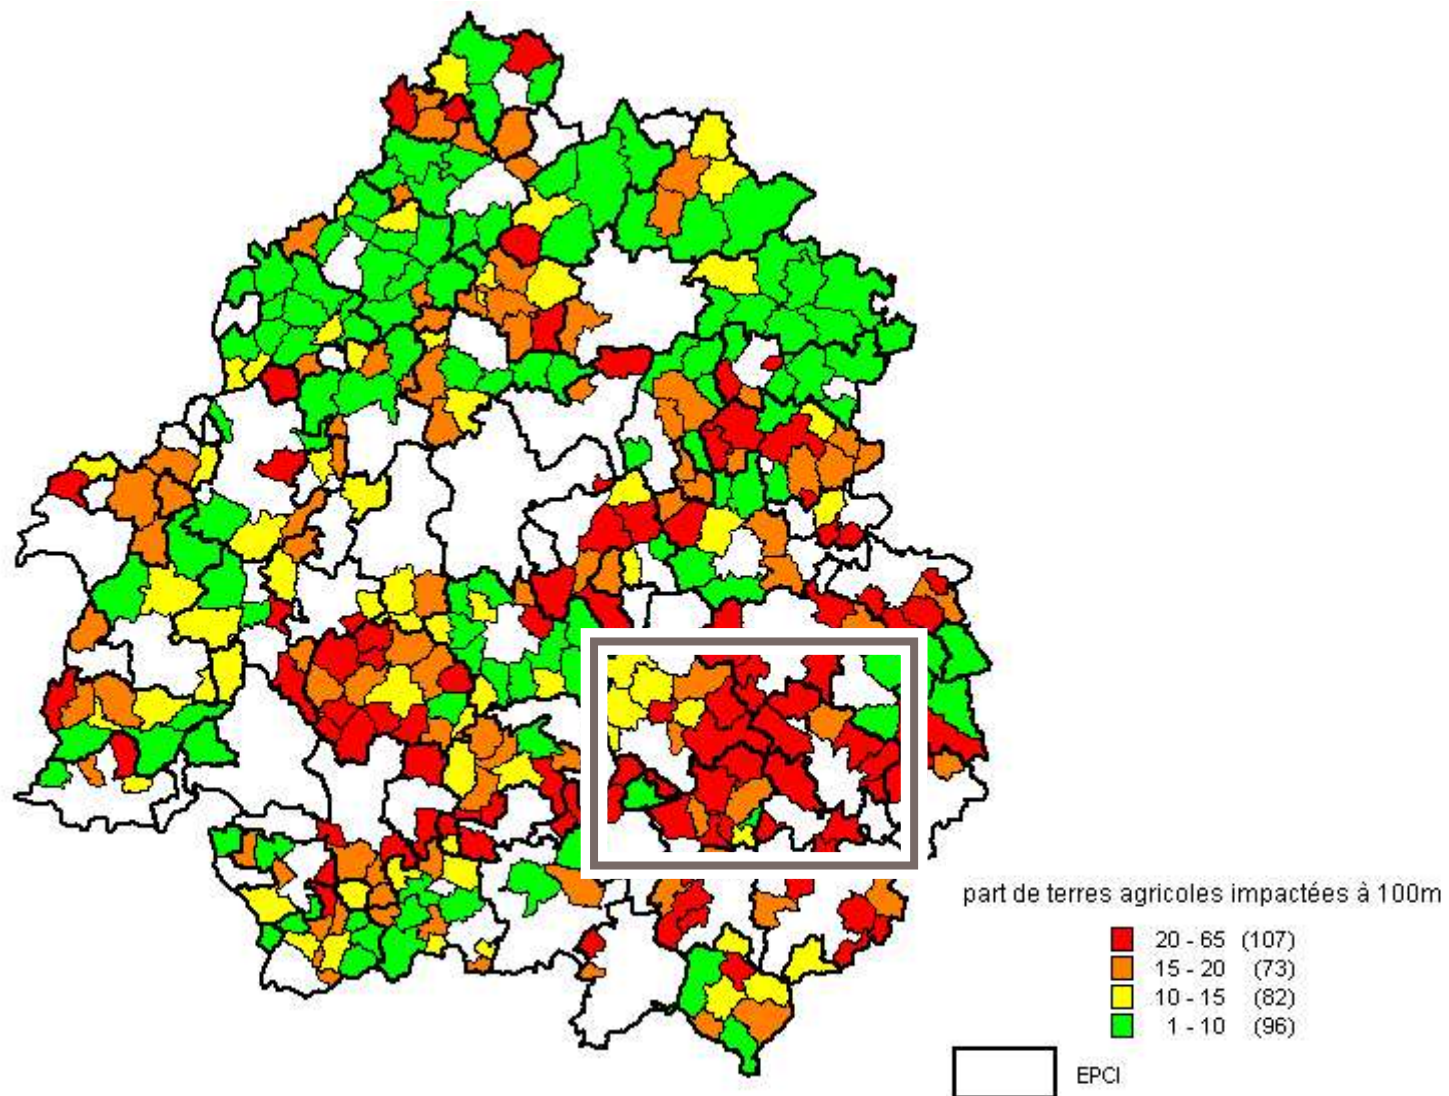 part de terres agricoles impactées à 100m
20 - 65 (107)
15 - 20 (73)
10 - 15 (82)
1 - 10 (96)
EPCI